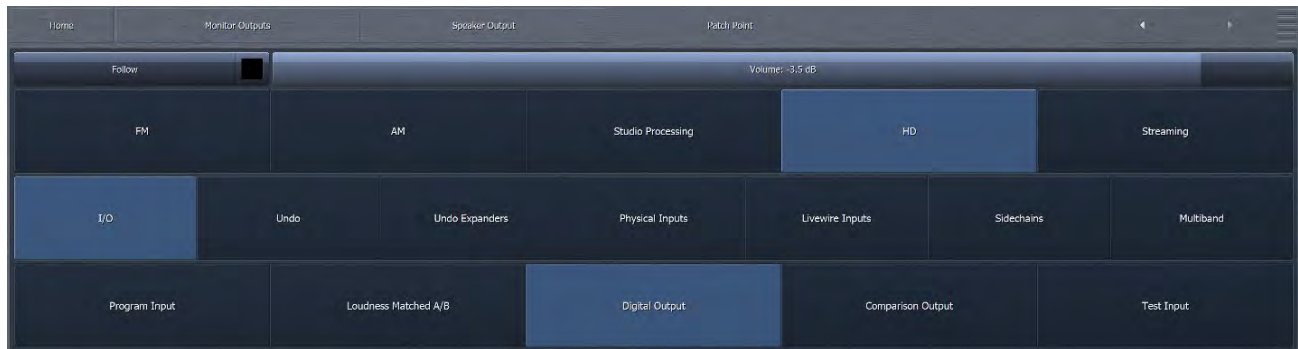 Home Monitor Outputs Speaker Output Patch Point
Follow Volume: -3.5 dB
FM AM Studio Processing HD Streaming
I/O Undo Undo Expanders Physical Inputs Livewire Inputs Sidechains Multiband
Program Input Loudness Matched A/B Digital Output Comparison Output Test Input